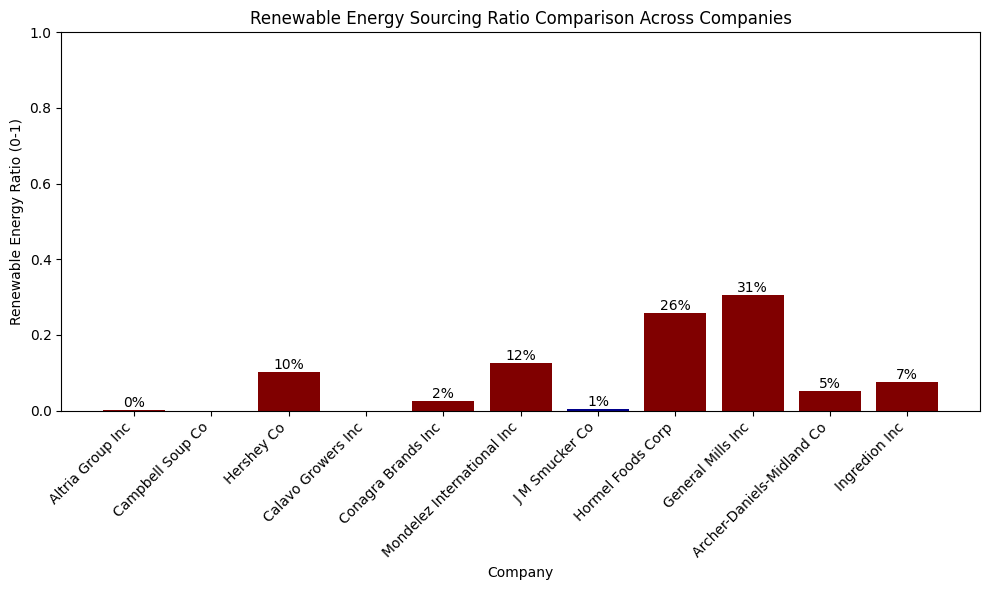 Renewable Energy Sourcing Ratio Comparison Across Companies
Renewable Energy Ratio (0-1)
1.0
0.8
0.6
0.4
0.2
0.0
0%
10%
2%
12%
1%
26%
31%
5%
7%
Altria Group Inc
Campbell Soup Co
Hershey Co
Calavo Growers Inc
Conagra Brands Inc
Mondelez International Inc
J M Smucker Co
Hormel Foods Corp
General Mills Inc
Archer-Daniels-Midland Co
Ingredion Inc
Company